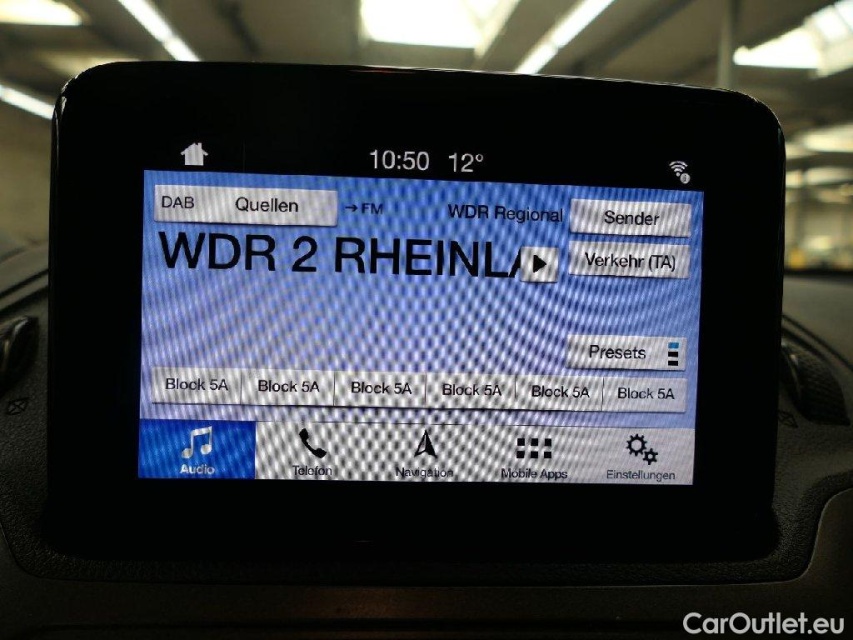 10:50 12°
DAB Quellen → FM WDR Regional Sender
WDR 2 RHEINLA
Verkehr (TA)
Presets
Block 5A Block 5A Block 5A Block 5A Block 5A Block 5A
Audio Telefon Navigation Mobile Apps Einstellungen
CarOutlet.eu